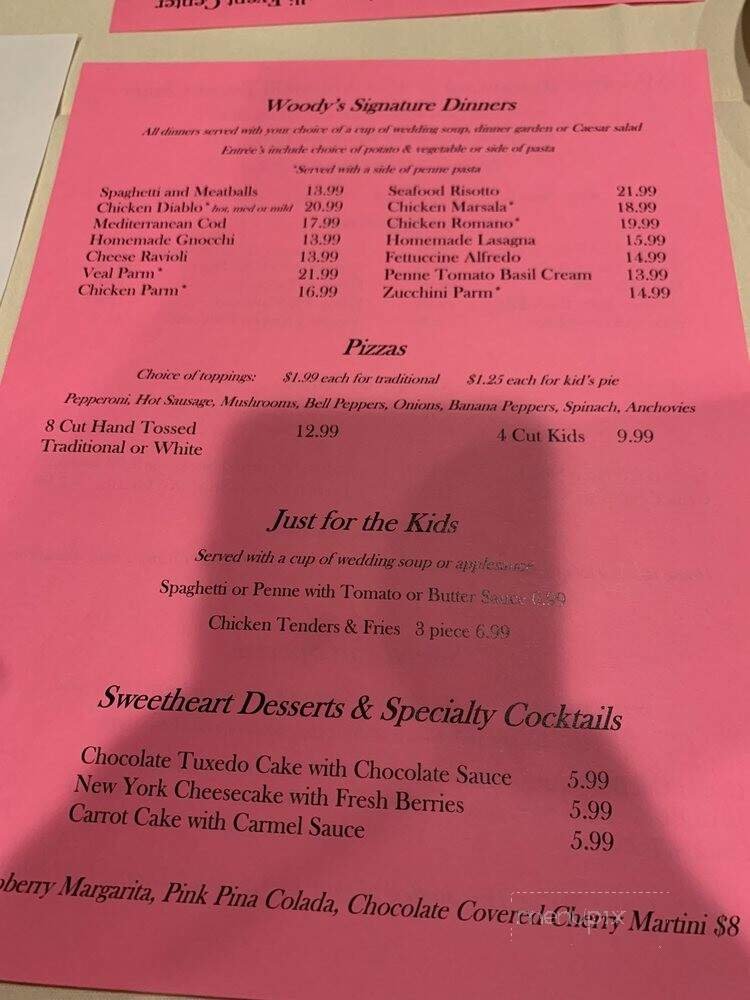 Event Center
Woody's Signature Dinners
All dinners served with your choice of a cup of wedding soup, dinner garden or Caesar salad
Entrée's include choice of potato & vegetable or side of pasta
*Served with a side of penne pasta
Spaghetti and Meatballs 13.99
Chicken Diablo* hot, med or mild 20.99
Mediterranean Cod 17.99
Homemade Gnocchi 13.99
Cheese Ravioli 13.99
Veal Parm* 21.99
Chicken Parm* 16.99
Seafood Risotto 21.99
Chicken Marsala* 18.99
Chicken Romano* 19.99
Homemade Lasagna 15.99
Fettuccine Alfredo 14.99
Penne Tomato Basil Cream 13.99
Zucchini Parm* 14.99
Pizzas
Choice of toppings: $1.99 each for traditional $1.25 each for kid's pie
Pepperoni, Hot Sausage, Mushrooms, Bell Peppers, Onions, Banana Peppers, Spinach, Anchovies
8 Cut Hand Tossed 12.99 4 Cut Kids 9.99
Traditional or White
Just for the Kids
Served with a cup of wedding soup or applesauce
Spaghetti or Penne with Tomato or Butter Sauce 6.99
Chicken Tenders & Fries 3 piece 6.99
Sweetheart Desserts & Specialty Cocktails
Chocolate Tuxedo Cake with Chocolate Sauce 5.99
New York Cheesecake with Fresh Berries 5.99
Carrot Cake with Carmel Sauce 5.99
Margarita, Pink Pina Colada, Chocolate Covered Cherry Martini $8
menupix